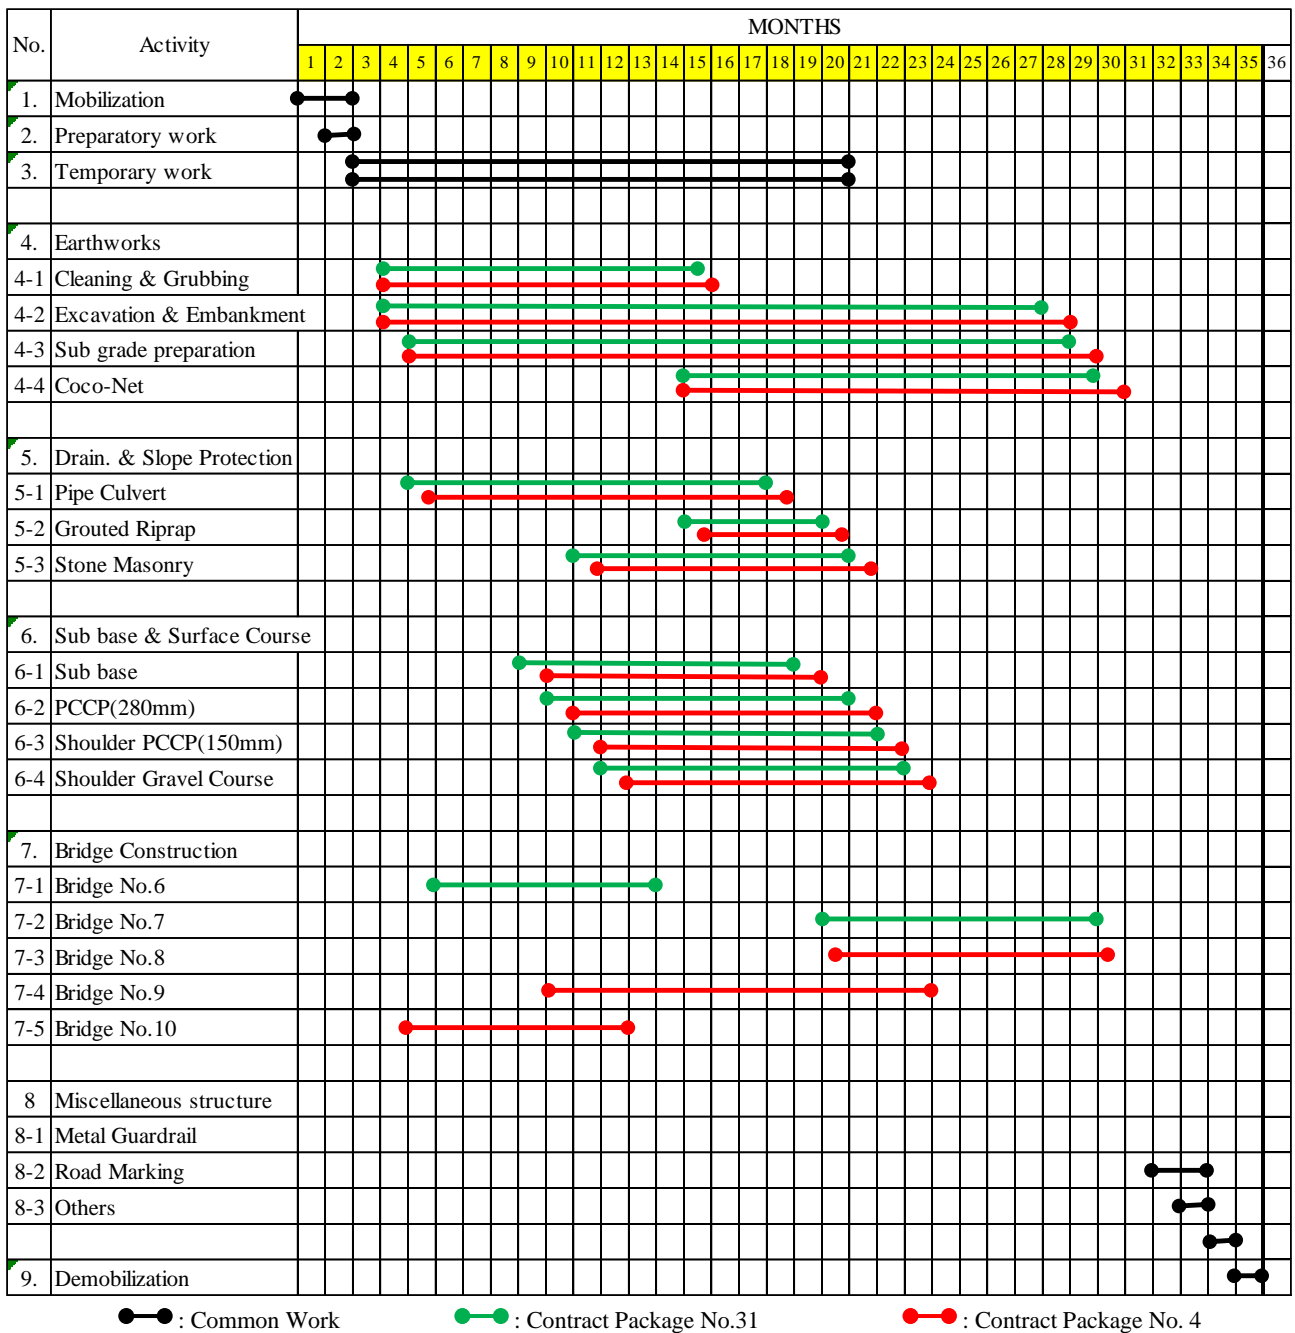 MONTHS
No. Activity
1 2 3 4 5 6 7 8 9 10 11 12 13 14 15 16 17 18 19 20 21 22 23 24 25 26 27 28 29 30 31 32 33 34 35 36
1. Mobilization
2. Preparatory work
3. Temporary work
4. Earthworks
4-1 Cleaning & Grubbing
4-2 Excavation & Embankment
4-3 Sub grade preparation
4-4 Coco-Net
5. Drain. & Slope Protection
5-1 Pipe Culvert
5-2 Grouted Riprap
5-3 Stone Masonry
6. Sub base & Surface Course
6-1 Sub base
6-2 PCCP(280mm)
6-3 Shoulder PCCP(150mm)
6-4 Shoulder Gravel Course
7. Bridge Construction
7-1 Bridge No.6
7-2 Bridge No.7
7-3 Bridge No.8
7-4 Bridge No.9
7-5 Bridge No.10
8 Miscellaneous structure
8-1 Metal Guardrail
8-2 Road Marking
8-3 Others
9. Demobilization
: Common Work : Contract Package No.31 : Contract Package No. 4